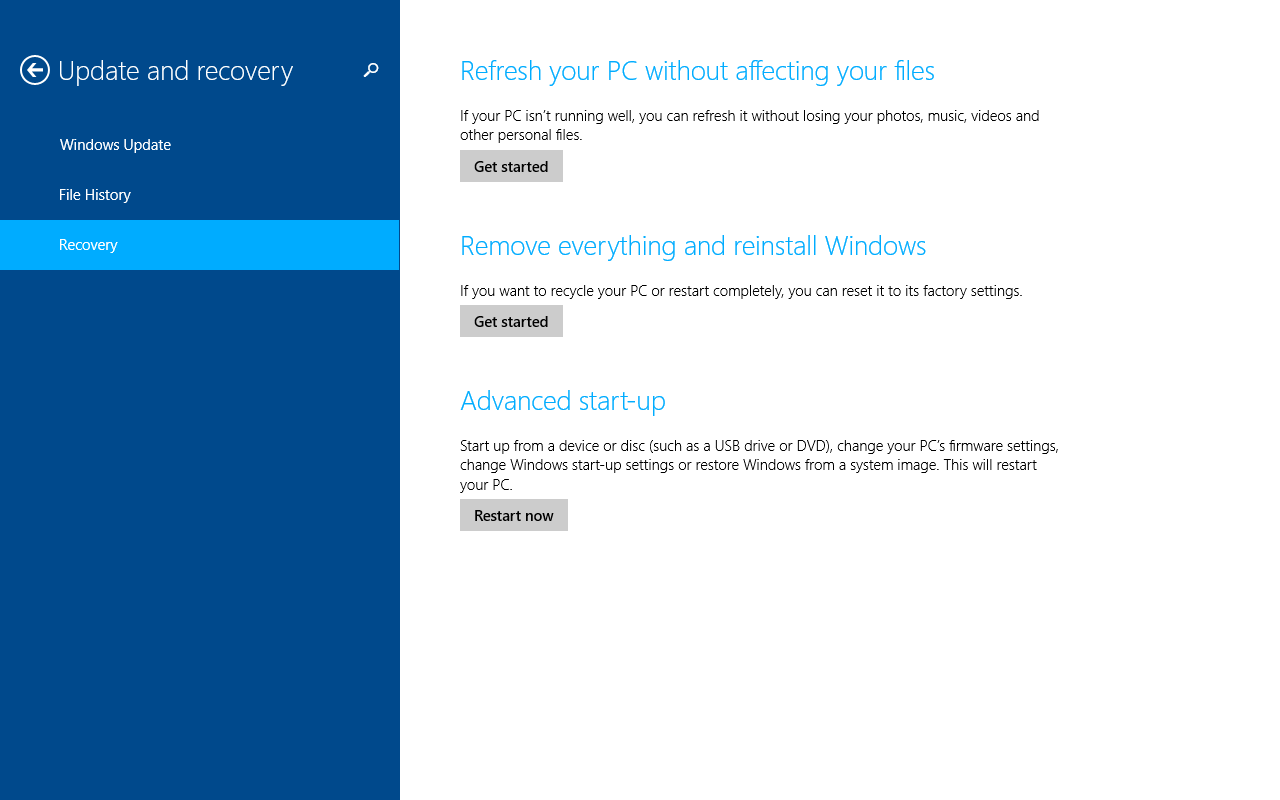 Update and recovery
Windows Update
File History
Recovery
Refresh your PC without affecting your files
If your PC isn’t running well, you can refresh it without losing your photos, music, videos and
other personal files.
Get started
Remove everything and reinstall Windows
If you want to recycle your PC or restart completely, you can reset it to its factory settings.
Get started
Advanced start-up
Start up from a device or disc (such as a USB drive or DVD), change your PC’s firmware settings,
change Windows start-up settings or restore Windows from a system image. This will restart
your PC.
Restart now